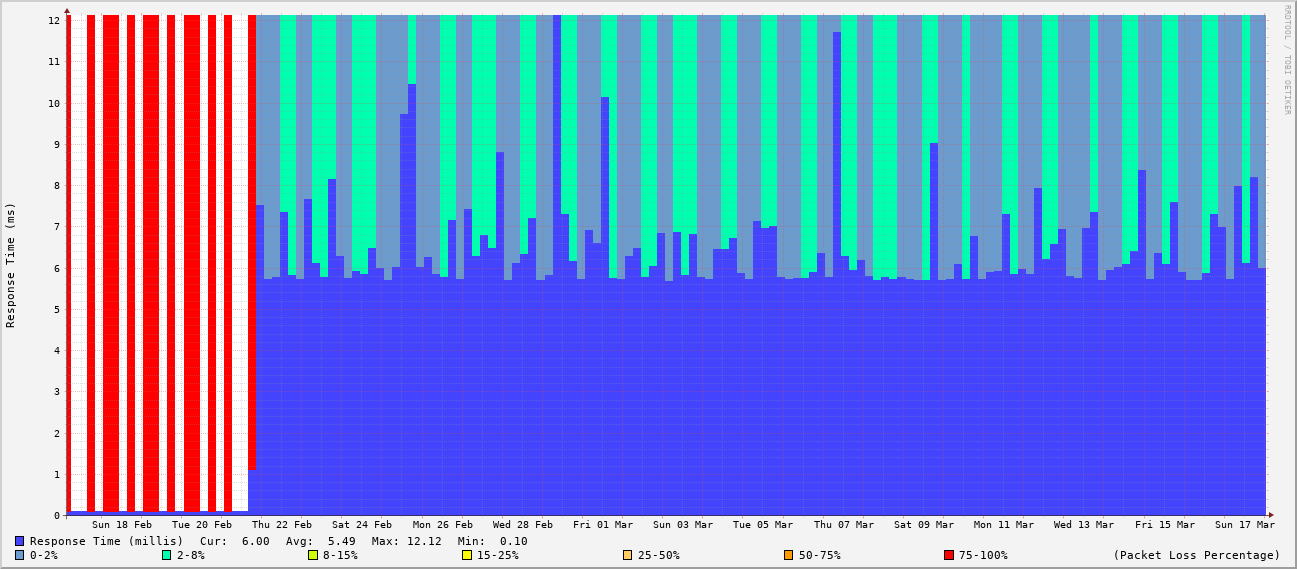 RRDTOOL / TOBI OETIKER
12
11
10
9
8
7
6
5
4
3
2
1
0
Response Time (ms)
Sun 18 Feb Tue 20 Feb Thu 22 Feb Sat 24 Feb Mon 26 Feb Wed 28 Feb Fri 01 Mar Sun 03 Mar Tue 05 Mar Thu 07 Mar Sat 09 Mar Mon 11 Mar Wed 13 Mar Fri 15 Mar Sun 17 Mar
Response Time (millis) Cur: 6.00 Avg: 5.49 Max: 12.12 Min: 0.10
0-2% 2-8% 8-15% 15-25% 25-50% 50-75% 75-100% (Packet Loss Percentage)